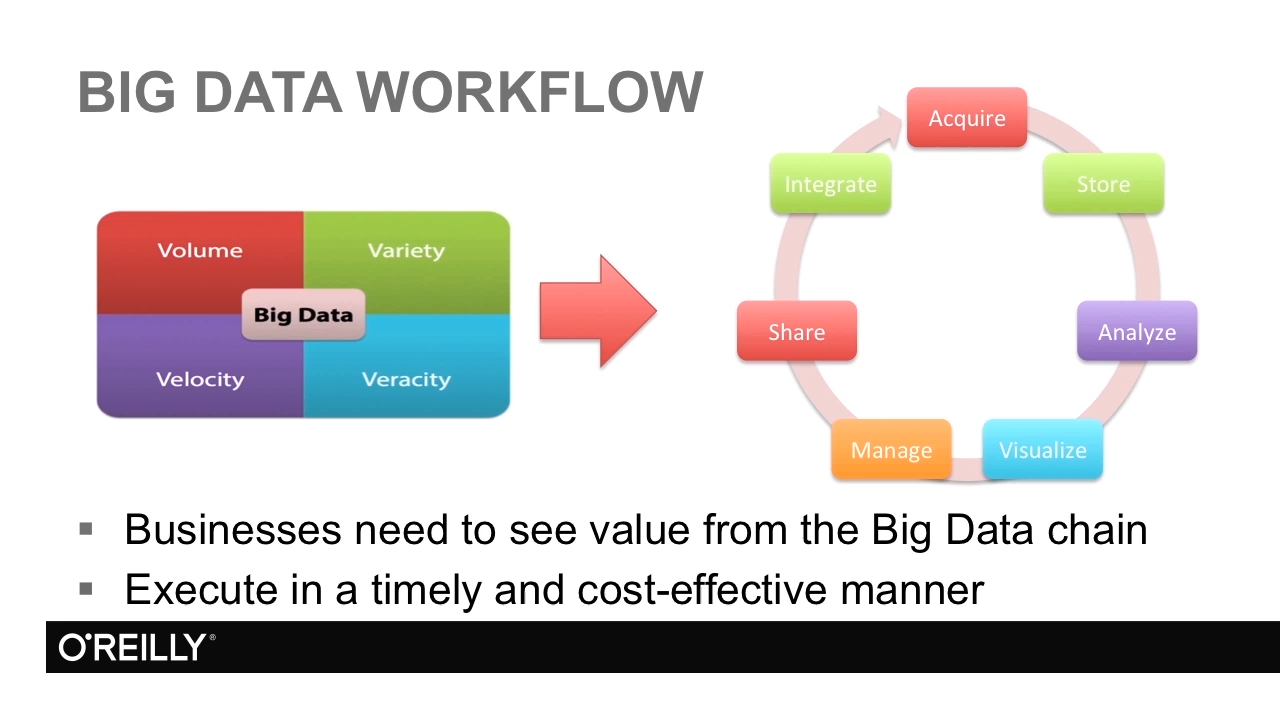 BIG DATA WORKFLOW
Volume
Variety
Big Data
Velocity
Veracity
Acquire
Store
Analyze
Visualize
Manage
Share
Integrate
▪ Businesses need to see value from the Big Data chain
▪ Execute in a timely and cost-effective manner
O'REILLY®